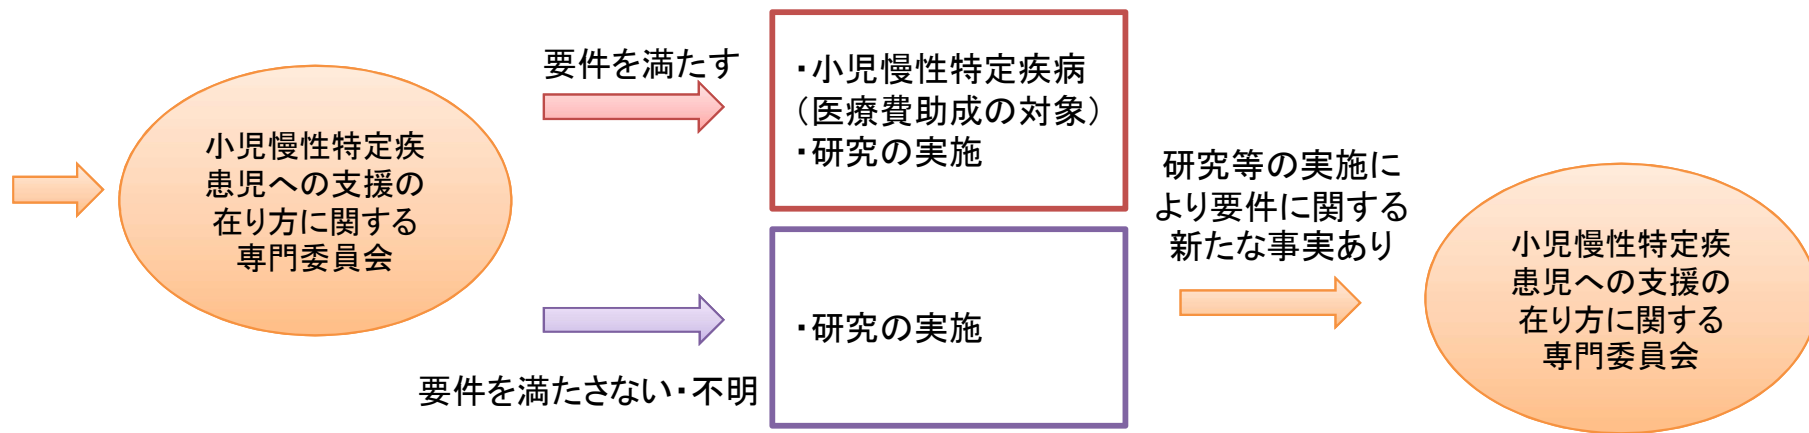 小児慢性特定疾
患児への支援の
在り方に関する
専門委員会
要件を満たす
・小児慢性特定疾病
（医療費助成の対象）
・研究の実施
要件を満たさない・不明
・研究の実施
研究等の実施に
より要件に関する
新たな事実あり
小児慢性特定疾
患児への支援の
在り方に関する
専門委員会